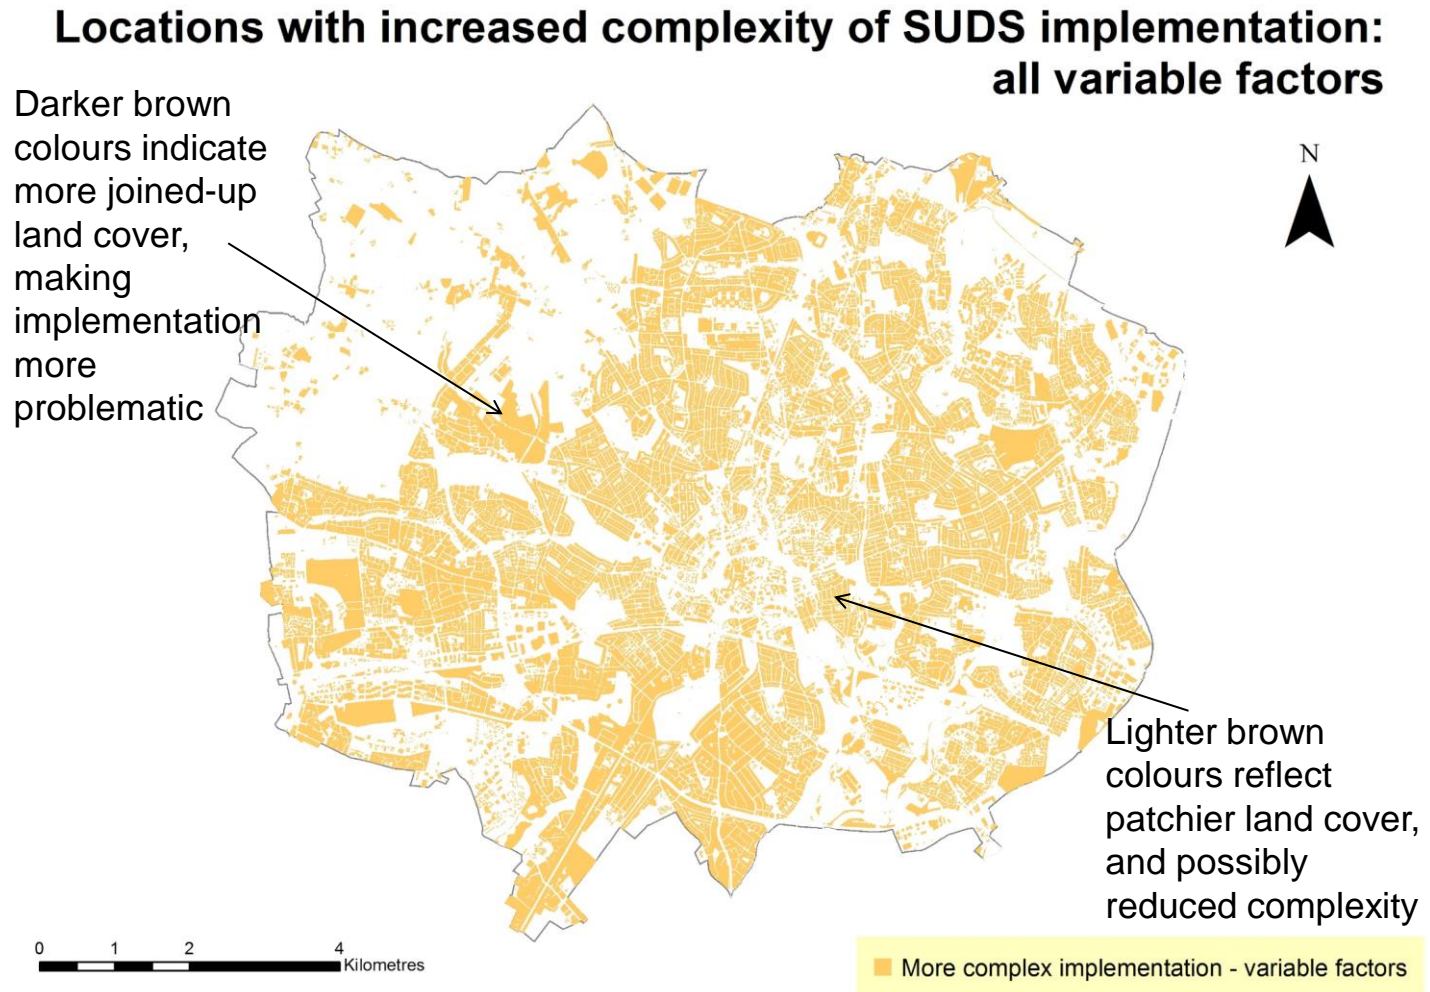 Locations with increased complexity of SUDS implementation:
all variable factors
Darker brown
colours indicate
more joined-up
land cover,
making
implementation
more
problematic
N
Lighter brown
colours reflect
patchier land cover,
and possibly
reduced complexity
0 1 2 4
Kilometres
More complex implementation - variable factors